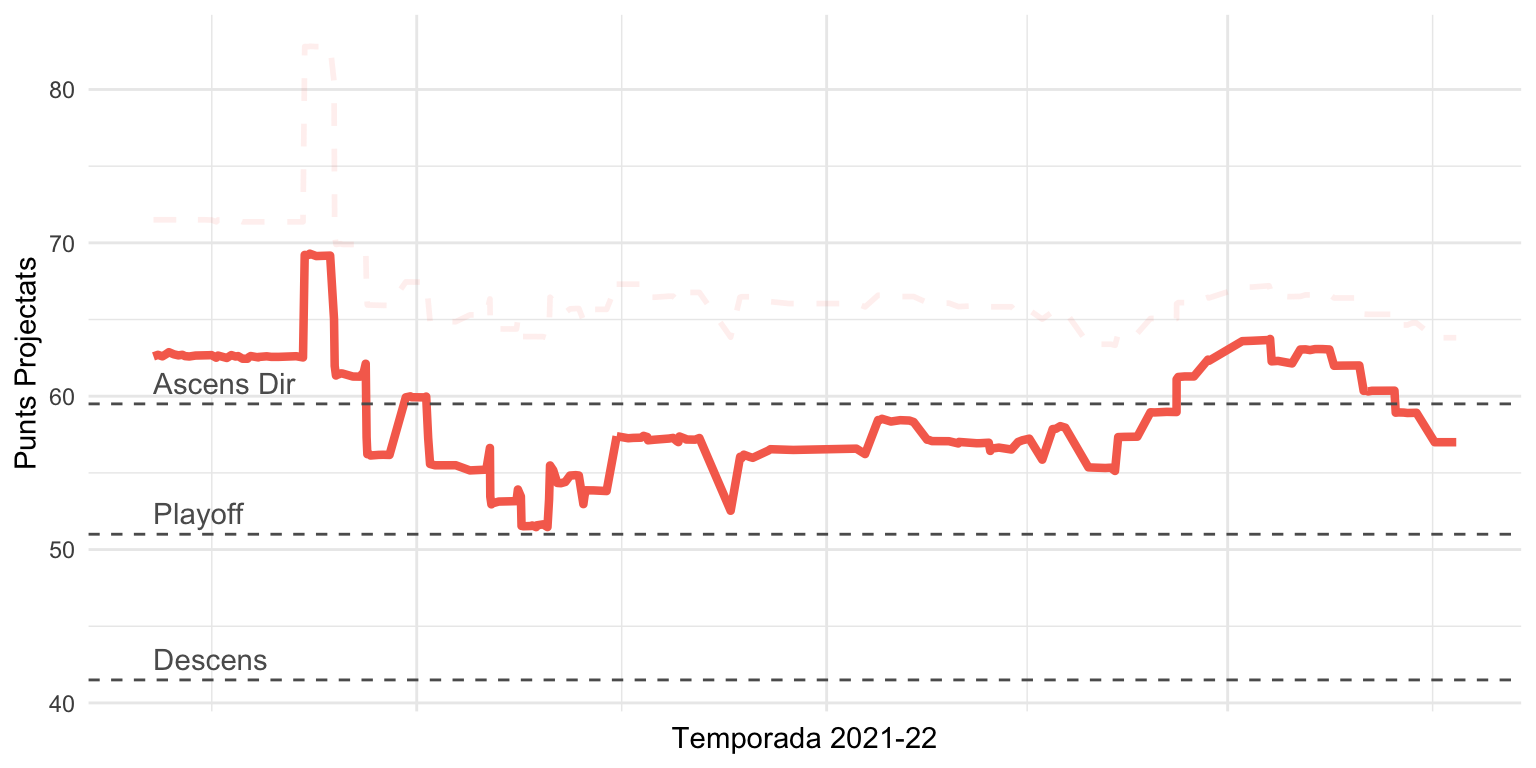 Punts Projectats
80
70
60
50
40
Ascens Dir
Playoff
Descens
Temporada 2021-22